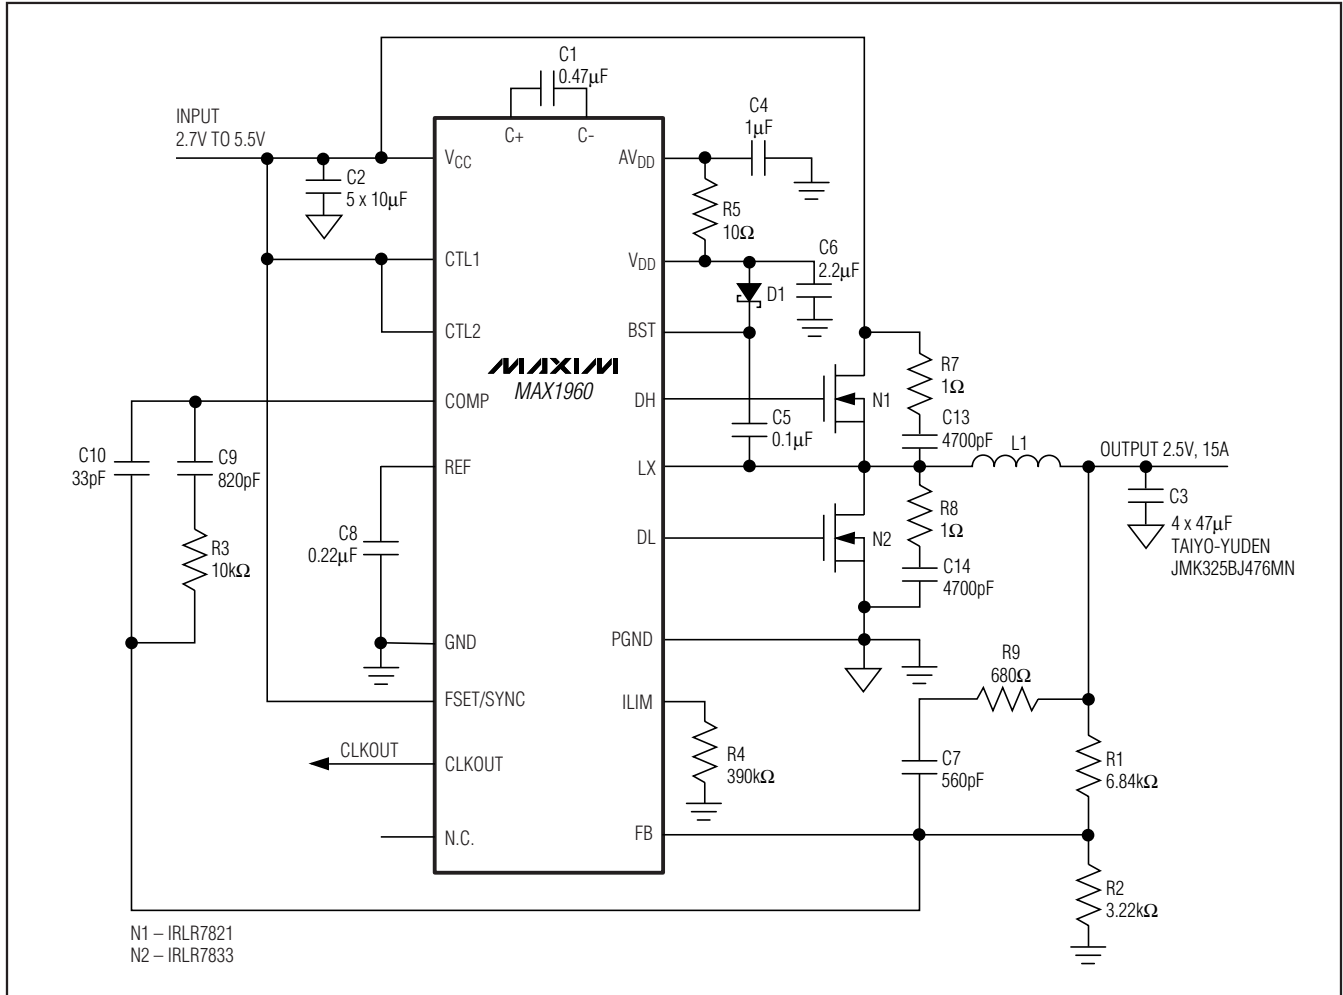 C1
0.47µF
INPUT
2.7V TO 5.5V
C+
C-
C4
1µF
VCC
AVDD
C2
5 x 10µF
R5
10Ω
CTL1
VDD
C6
2.2µF
D1
CTL2
BST
MAXIM
MAX1960
R7
1Ω
COMP
DH
N1
C5
0.1µF
C13
4700pF
L1
OUTPUT 2.5V, 15A
C10
33pF
C9
820pF
REF
LX
C3
4 x 47µF
TAIYO-YUDEN
JMK325BJ476MN
R8
1Ω
C8
0.22µF
DL
N2
R3
10kΩ
C14
4700pF
GND
PGND
R9
680Ω
FSET/SYNC
ILIM
CLKOUT
CLKOUT
R4
390kΩ
C7
560pF
R1
6.84kΩ
N.C.
FB
R2
3.22kΩ
N1 – IRLR7821
N2 – IRLR7833